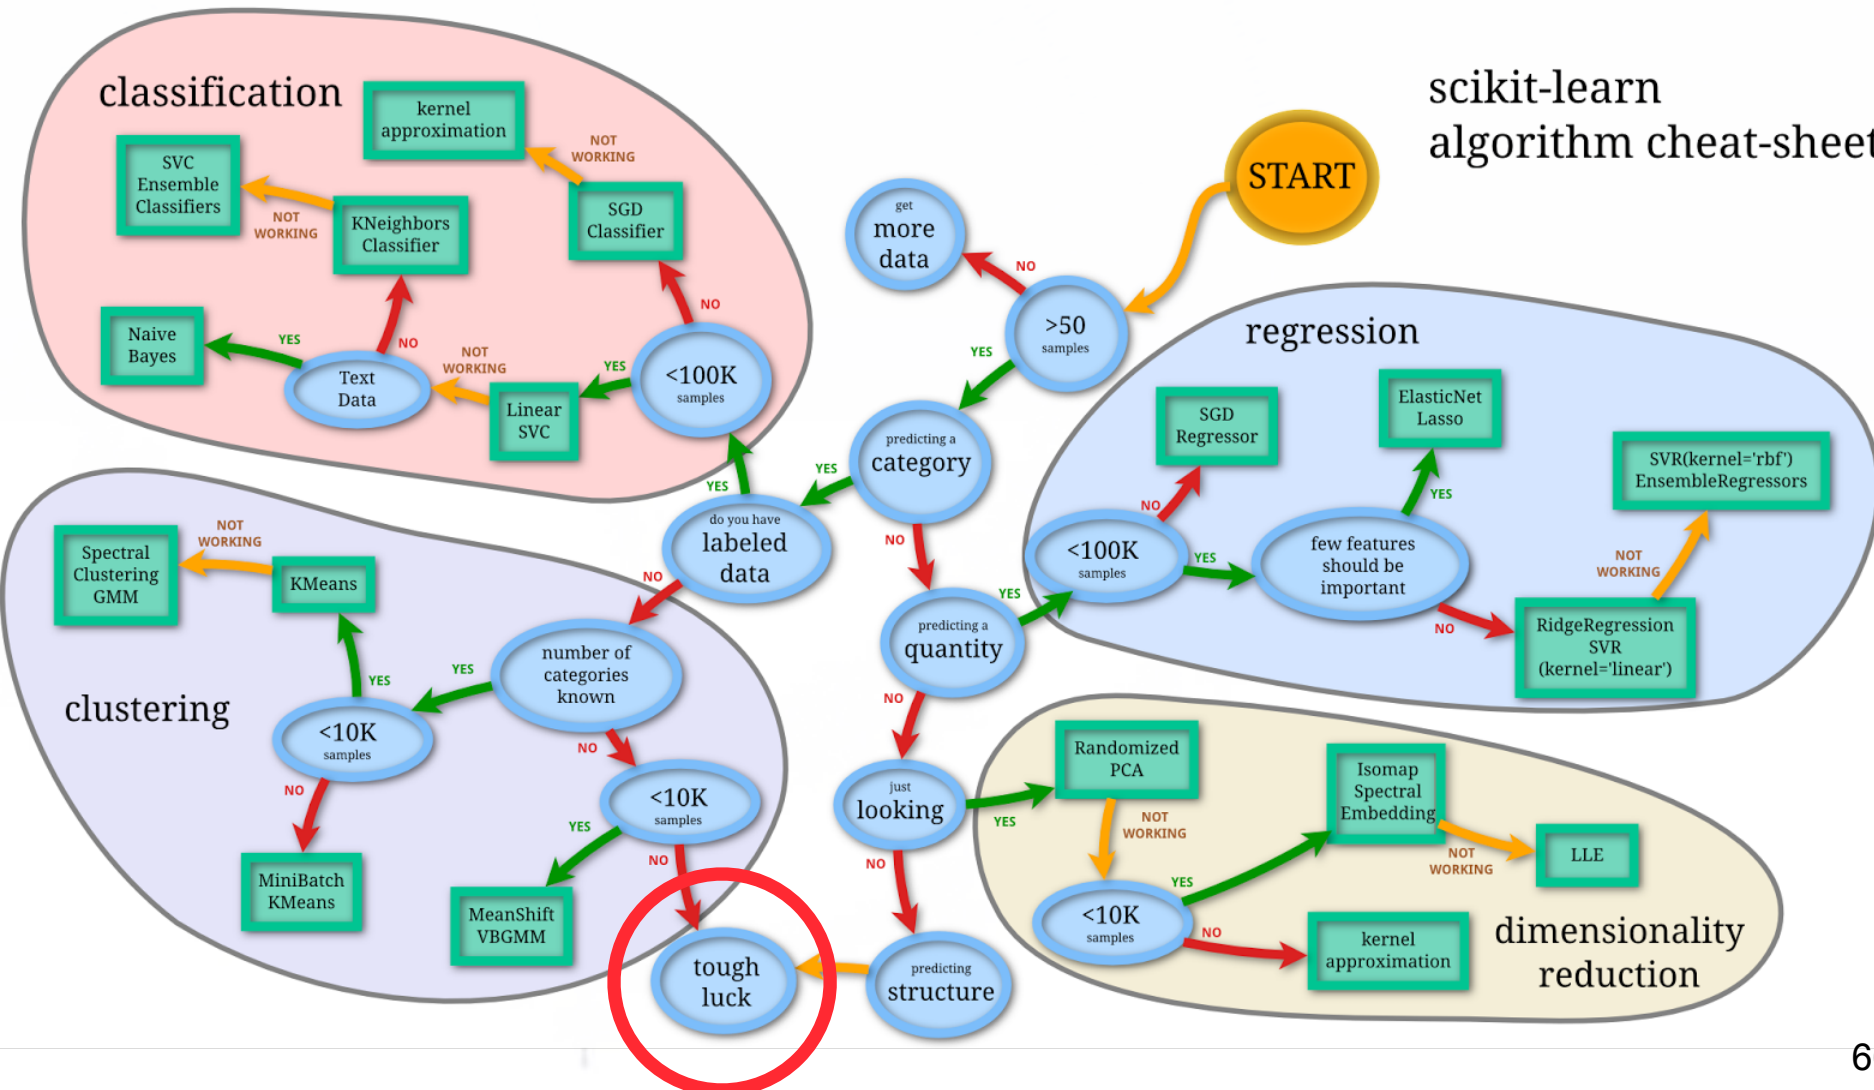 scikit-learn
algorithm cheat-sheet
START
get
more
data
NO
>50
samples
YES
predicting a
category
YES
NO
do you have
labeled
data
YES
NO
predicting a
quantity
YES
NO
just
looking
YES
NO
predicting
structure
tough
luck
classification
kernel
approximation
NOT
WORKING
SVC
Ensemble
Classifiers
NOT
WORKING
KNeighbors
Classifier
SGD
Classifier
NO
Naive
Bayes
YES
NO
Text
Data
NOT
WORKING
Linear
SVC
YES
<100K
samples
clustering
Spectral
Clustering
GMM
NOT
WORKING
KMeans
YES
<10K
samples
YES
number of
categories
known
NO
NO
MiniBatch
KMeans
<10K
samples
YES
NO
MeanShift
VBGMM
regression
SGD
Regressor
NO
<100K
samples
YES
few features
should be
important
YES
ElasticNet
Lasso
NO
SVR(kernel='rbf')
EnsembleRegressors
NOT
WORKING
RidgeRegression
SVR
(kernel='linear')
Randomized
PCA
NOT
WORKING
<10K
samples
YES
NO
Isomap
Spectral
Embedding
NOT
WORKING
LLE
kernel
approximation
dimensionality
reduction
6